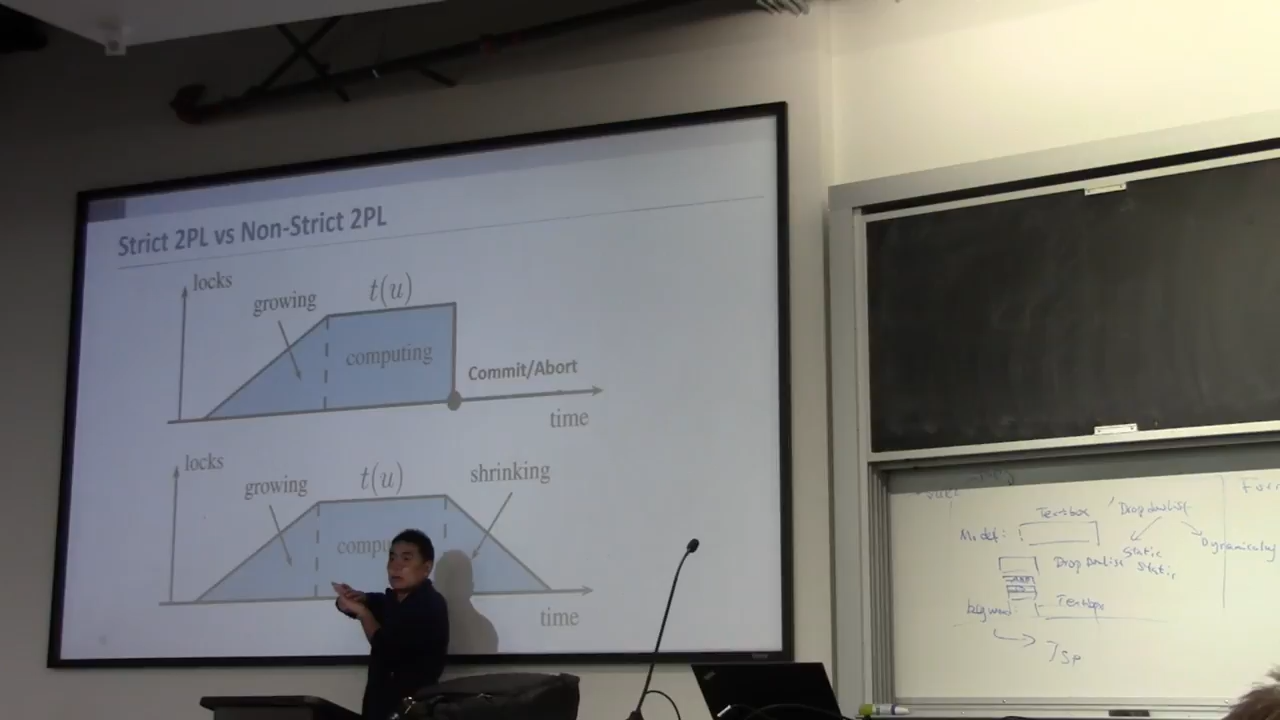 Strict 2PL vs Non-Strict 2PL
locks
growing
t(u)
computing
Commit/Abort
time
locks
growing
t(u)
shrinking
compu
time
Textbox
Dropdownlist
Model:
Static
Dynamically
Textbox